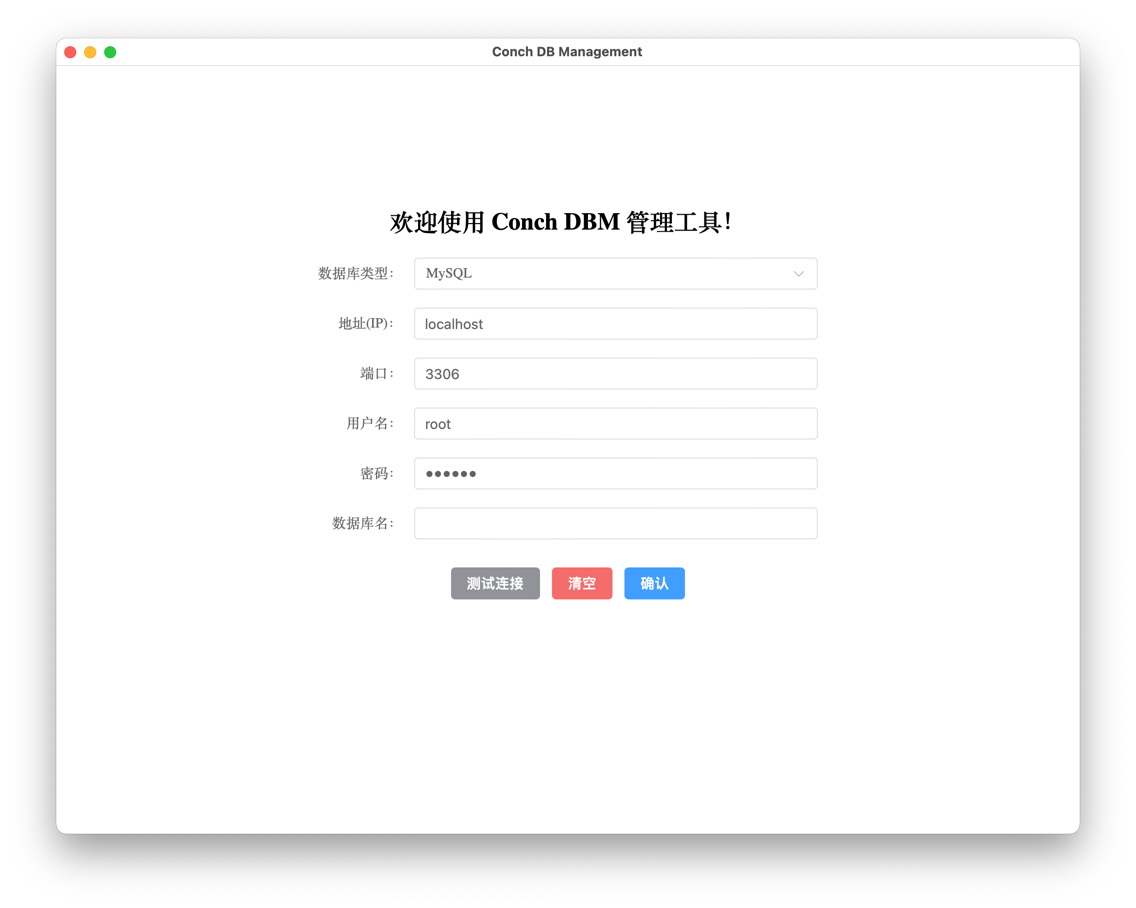 Conch DB Management
欢迎使用 Conch DBM 管理工具！
数据库类型： MySQL
地址(IP)： localhost
端口： 3306
用户名： root
密码： ●●●●●●
数据库名：
测试连接 清空 确认